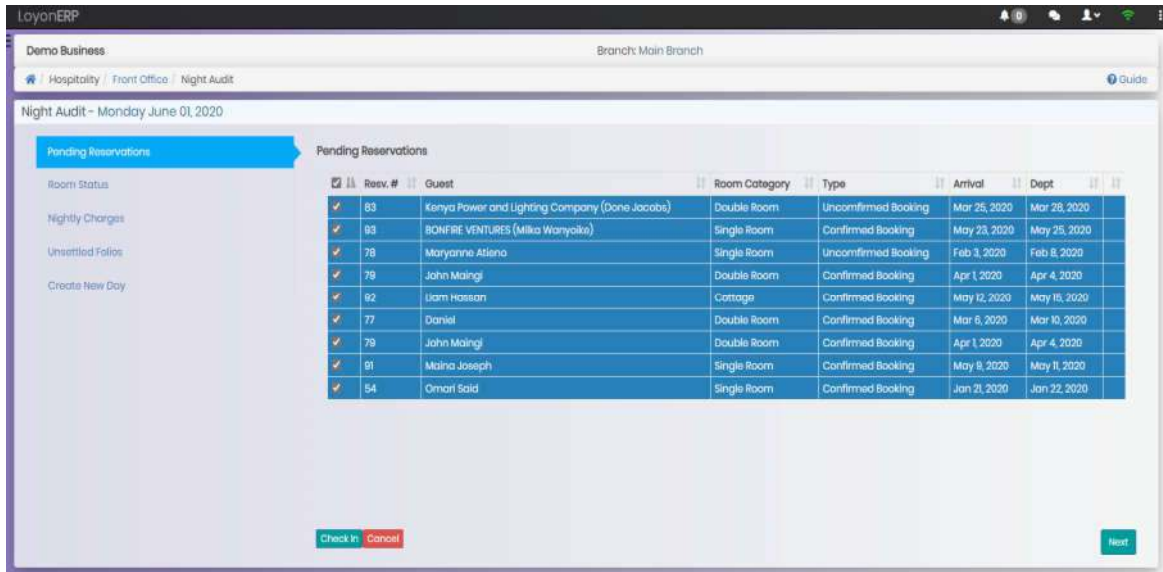 LoyonERP
0
Demo Business
Branch: Main Branch
/ Hospitality / Front Office / Night Audit
Guide
Night Audit - Monday June 01, 2020
Pending Reservations
Room Status
Nightly Charges
Unsettled Folios
Create New Day
Pending Reservations
Resv. # Guest Room Category Type Arrival Dept
83 Kenya Power and Lighting Company (Done Jacobs) Double Room Uncomfirmed Booking Mar 25, 2020 Mar 28, 2020
93 BONFIRE VENTURES (Milka Wanyoike) Single Room Confirmed Booking May 23, 2020 May 25, 2020
78 Maryanne Atieno Single Room Uncomfirmed Booking Feb 3, 2020 Feb 8, 2020
79 John Maingi Double Room Confirmed Booking Apr 1, 2020 Apr 4, 2020
92 Liam Hassan Cottage Confirmed Booking May 12, 2020 May 15, 2020
77 Daniel Double Room Confirmed Booking Mar 6, 2020 Mar 10, 2020
79 John Maingi Double Room Confirmed Booking Apr 1, 2020 Apr 4, 2020
91 Maina Joseph Single Room Confirmed Booking May 9, 2020 May 11, 2020
54 Omari Said Single Room Confirmed Booking Jan 21, 2020 Jan 22, 2020
Check In Cancel
Next